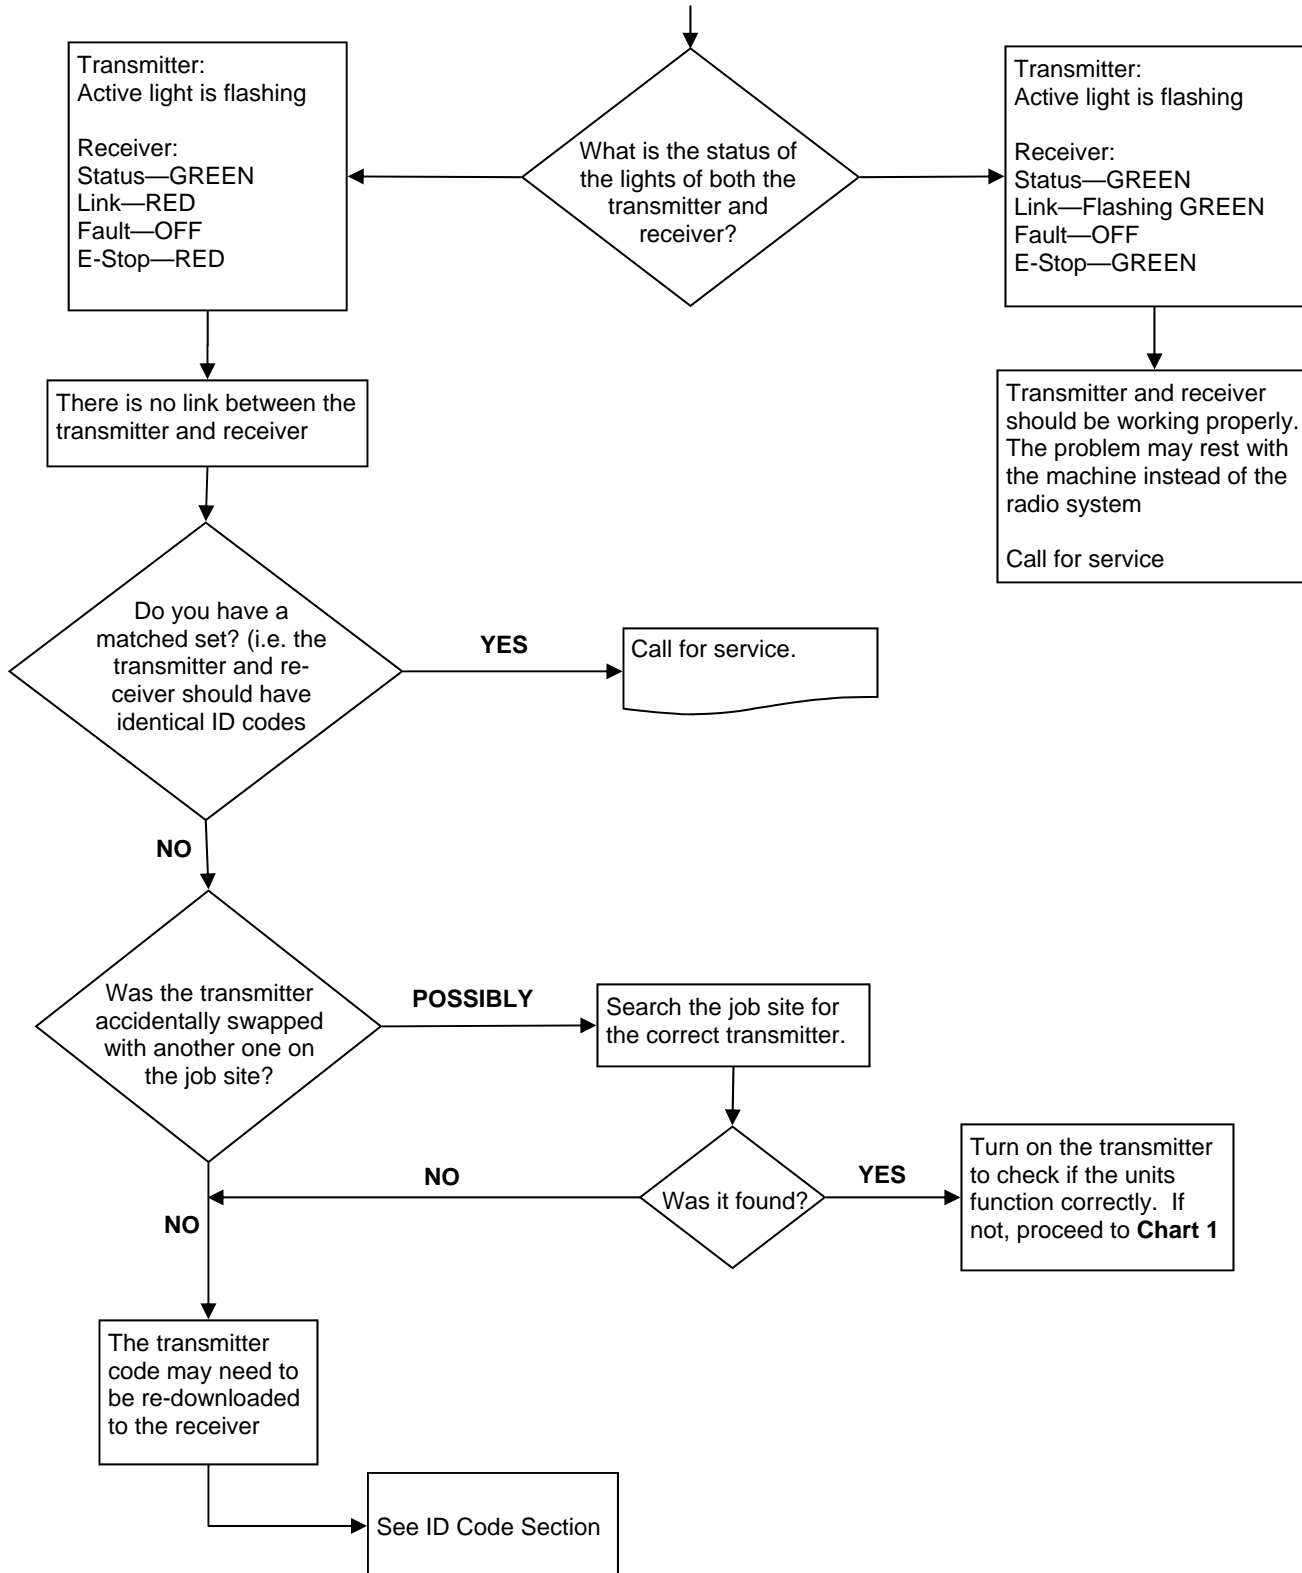 Transmitter:
Active light is flashing
Receiver:
Status—GREEN
Link—RED
Fault—OFF
E-Stop—RED
What is the status of
the lights of both the
transmitter and
receiver?
Transmitter:
Active light is flashing
Receiver:
Status—GREEN
Link—Flashing GREEN
Fault—OFF
E-Stop—GREEN
There is no link between the
transmitter and receiver
Transmitter and receiver
should be working properly.
The problem may rest with
the machine instead of the
radio system
Call for service
Do you have a
matched set? (i.e. the
transmitter and re-
ceiver should have
identical ID codes
YES
Call for service.
NO
Was the transmitter
accidentally swapped
with another one on
the job site?
POSSIBLY
Search the job site for
the correct transmitter.
Was it found?
YES
Turn on the transmitter
to check if the units
function correctly.  If
not, proceed to Chart 1
NO
NO
The transmitter
code may need to
be re-downloaded
to the receiver
See ID Code Section